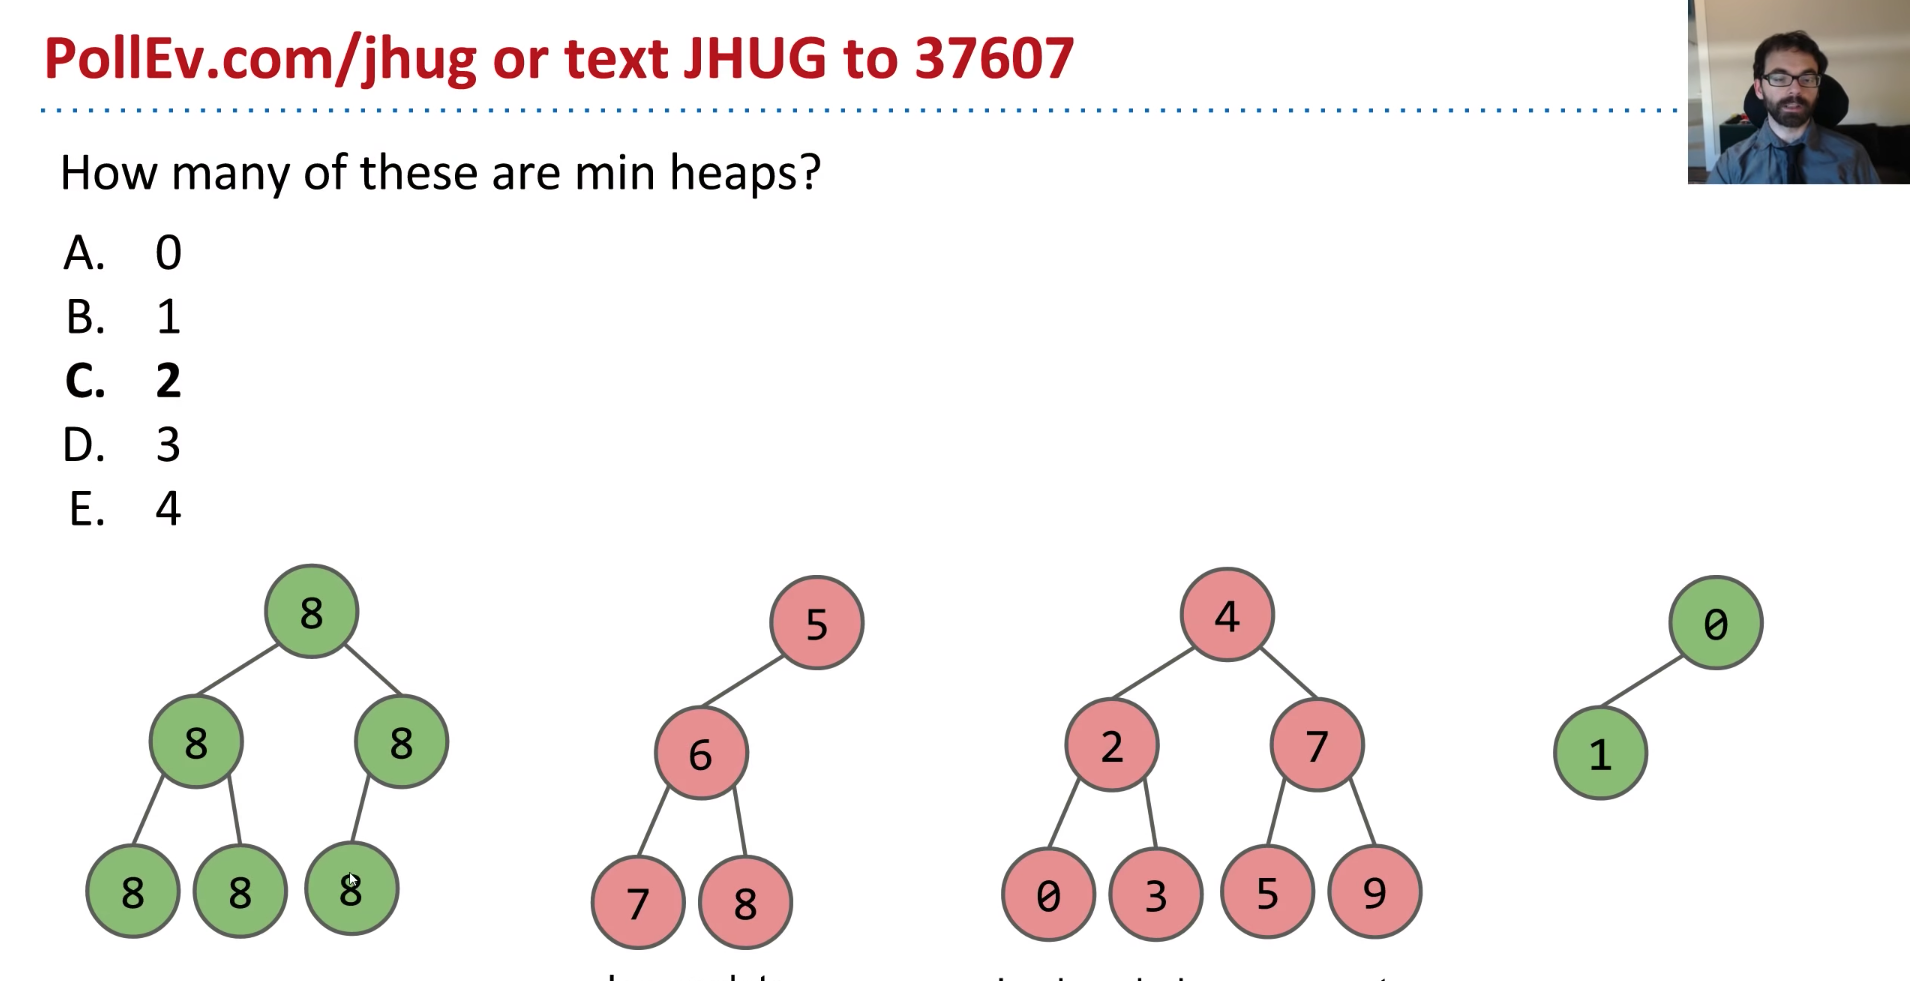 PollEv.com/jhug or text JHUG to 37607
How many of these are min heaps?
A. 0
B. 1
C. 2
D. 3
E. 4
8
8 8
8 8 8
5
6
7 8
4
2 7
0 3 5 9
0
1